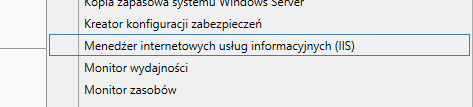 Kopia zapasowa systemu Windows Server
Kreator konfiguracji zabezpieczeń
Menedżer internetowych usług informacyjnych (IIS)
Monitor wydajności
Monitor zasobów